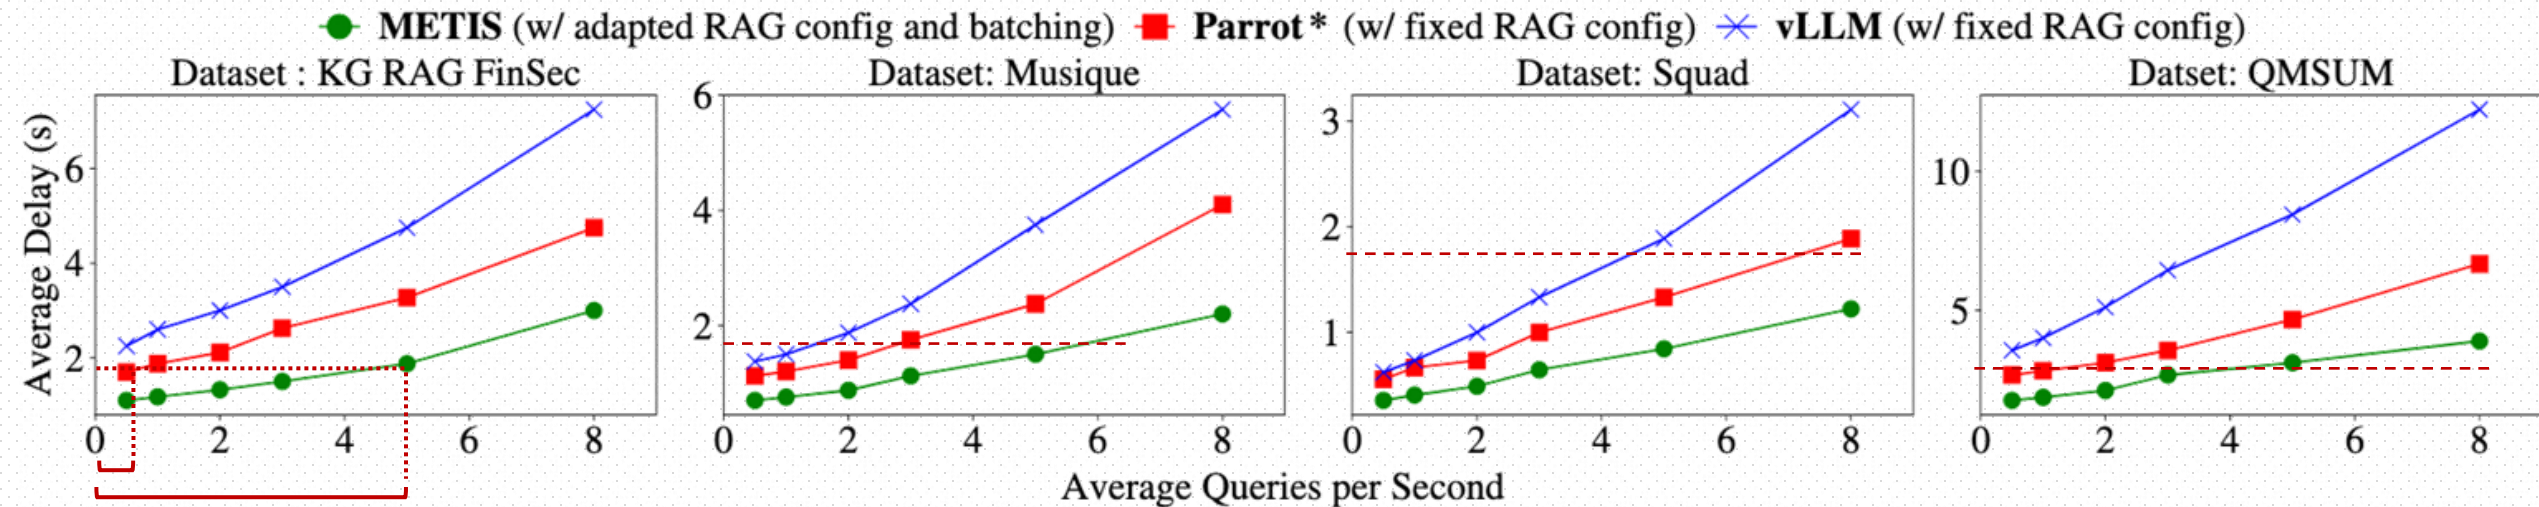 METIS (w/ adapted RAG config and batching) Parrot* (w/ fixed RAG config) vLLM (w/ fixed RAG config)
Dataset : KG RAG FinSec
Average Delay (s)
6
4
2
0 2 4 6 8
Dataset: Musique
6
4
2
0 2 4 6 8
Dataset: Squad
3
2
1
0 2 4 6 8
Datset: QMSUM
10
5
0 2 4 6 8
Average Queries per Second